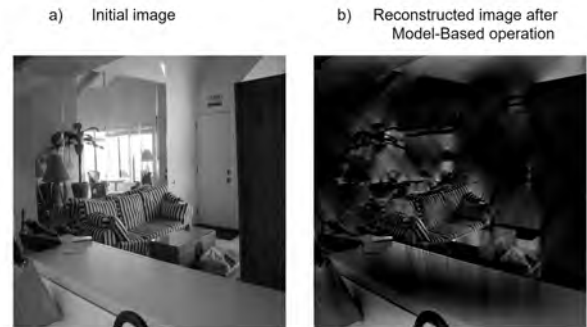 a) Initial image
b) Reconstructed image after
Model-Based operation